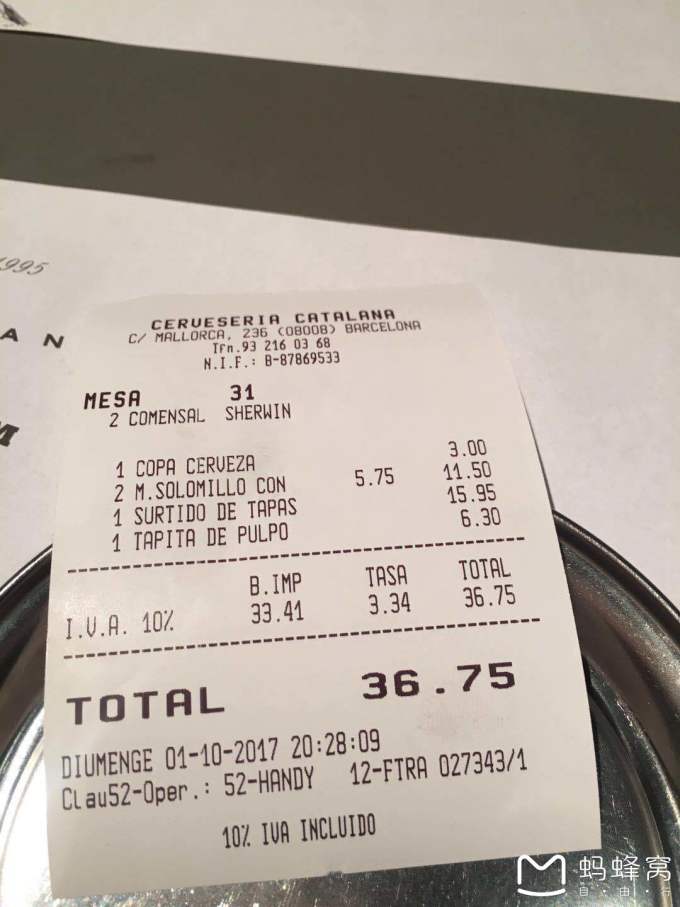 1995
A N
M
CERVESERIA CATALANA
C/ MALLORCA, 236 (08008) BARCELONA
Tfn.93 216 03 68
N.I.F.: B-87869533
MESA 31
2 COMENSAL SHERWIN
1 COPA CERVEZA 3.00
2 M.SOLOMILLO CON 5.75 11.50
1 SURTIDO DE TAPAS 15.95
1 TAPITA DE PULPO 6.30
B.IMP TASA TOTAL
I.V.A. 10% 33.41 3.34 36.75
TOTAL 36.75
DIUMENGE 01-10-2017 20:28:09
Clau52-Oper.: 52-HANDY 12-FTRA 027343/1
10% IVA INCLUIDO
蚂蜂窝
自·由·行